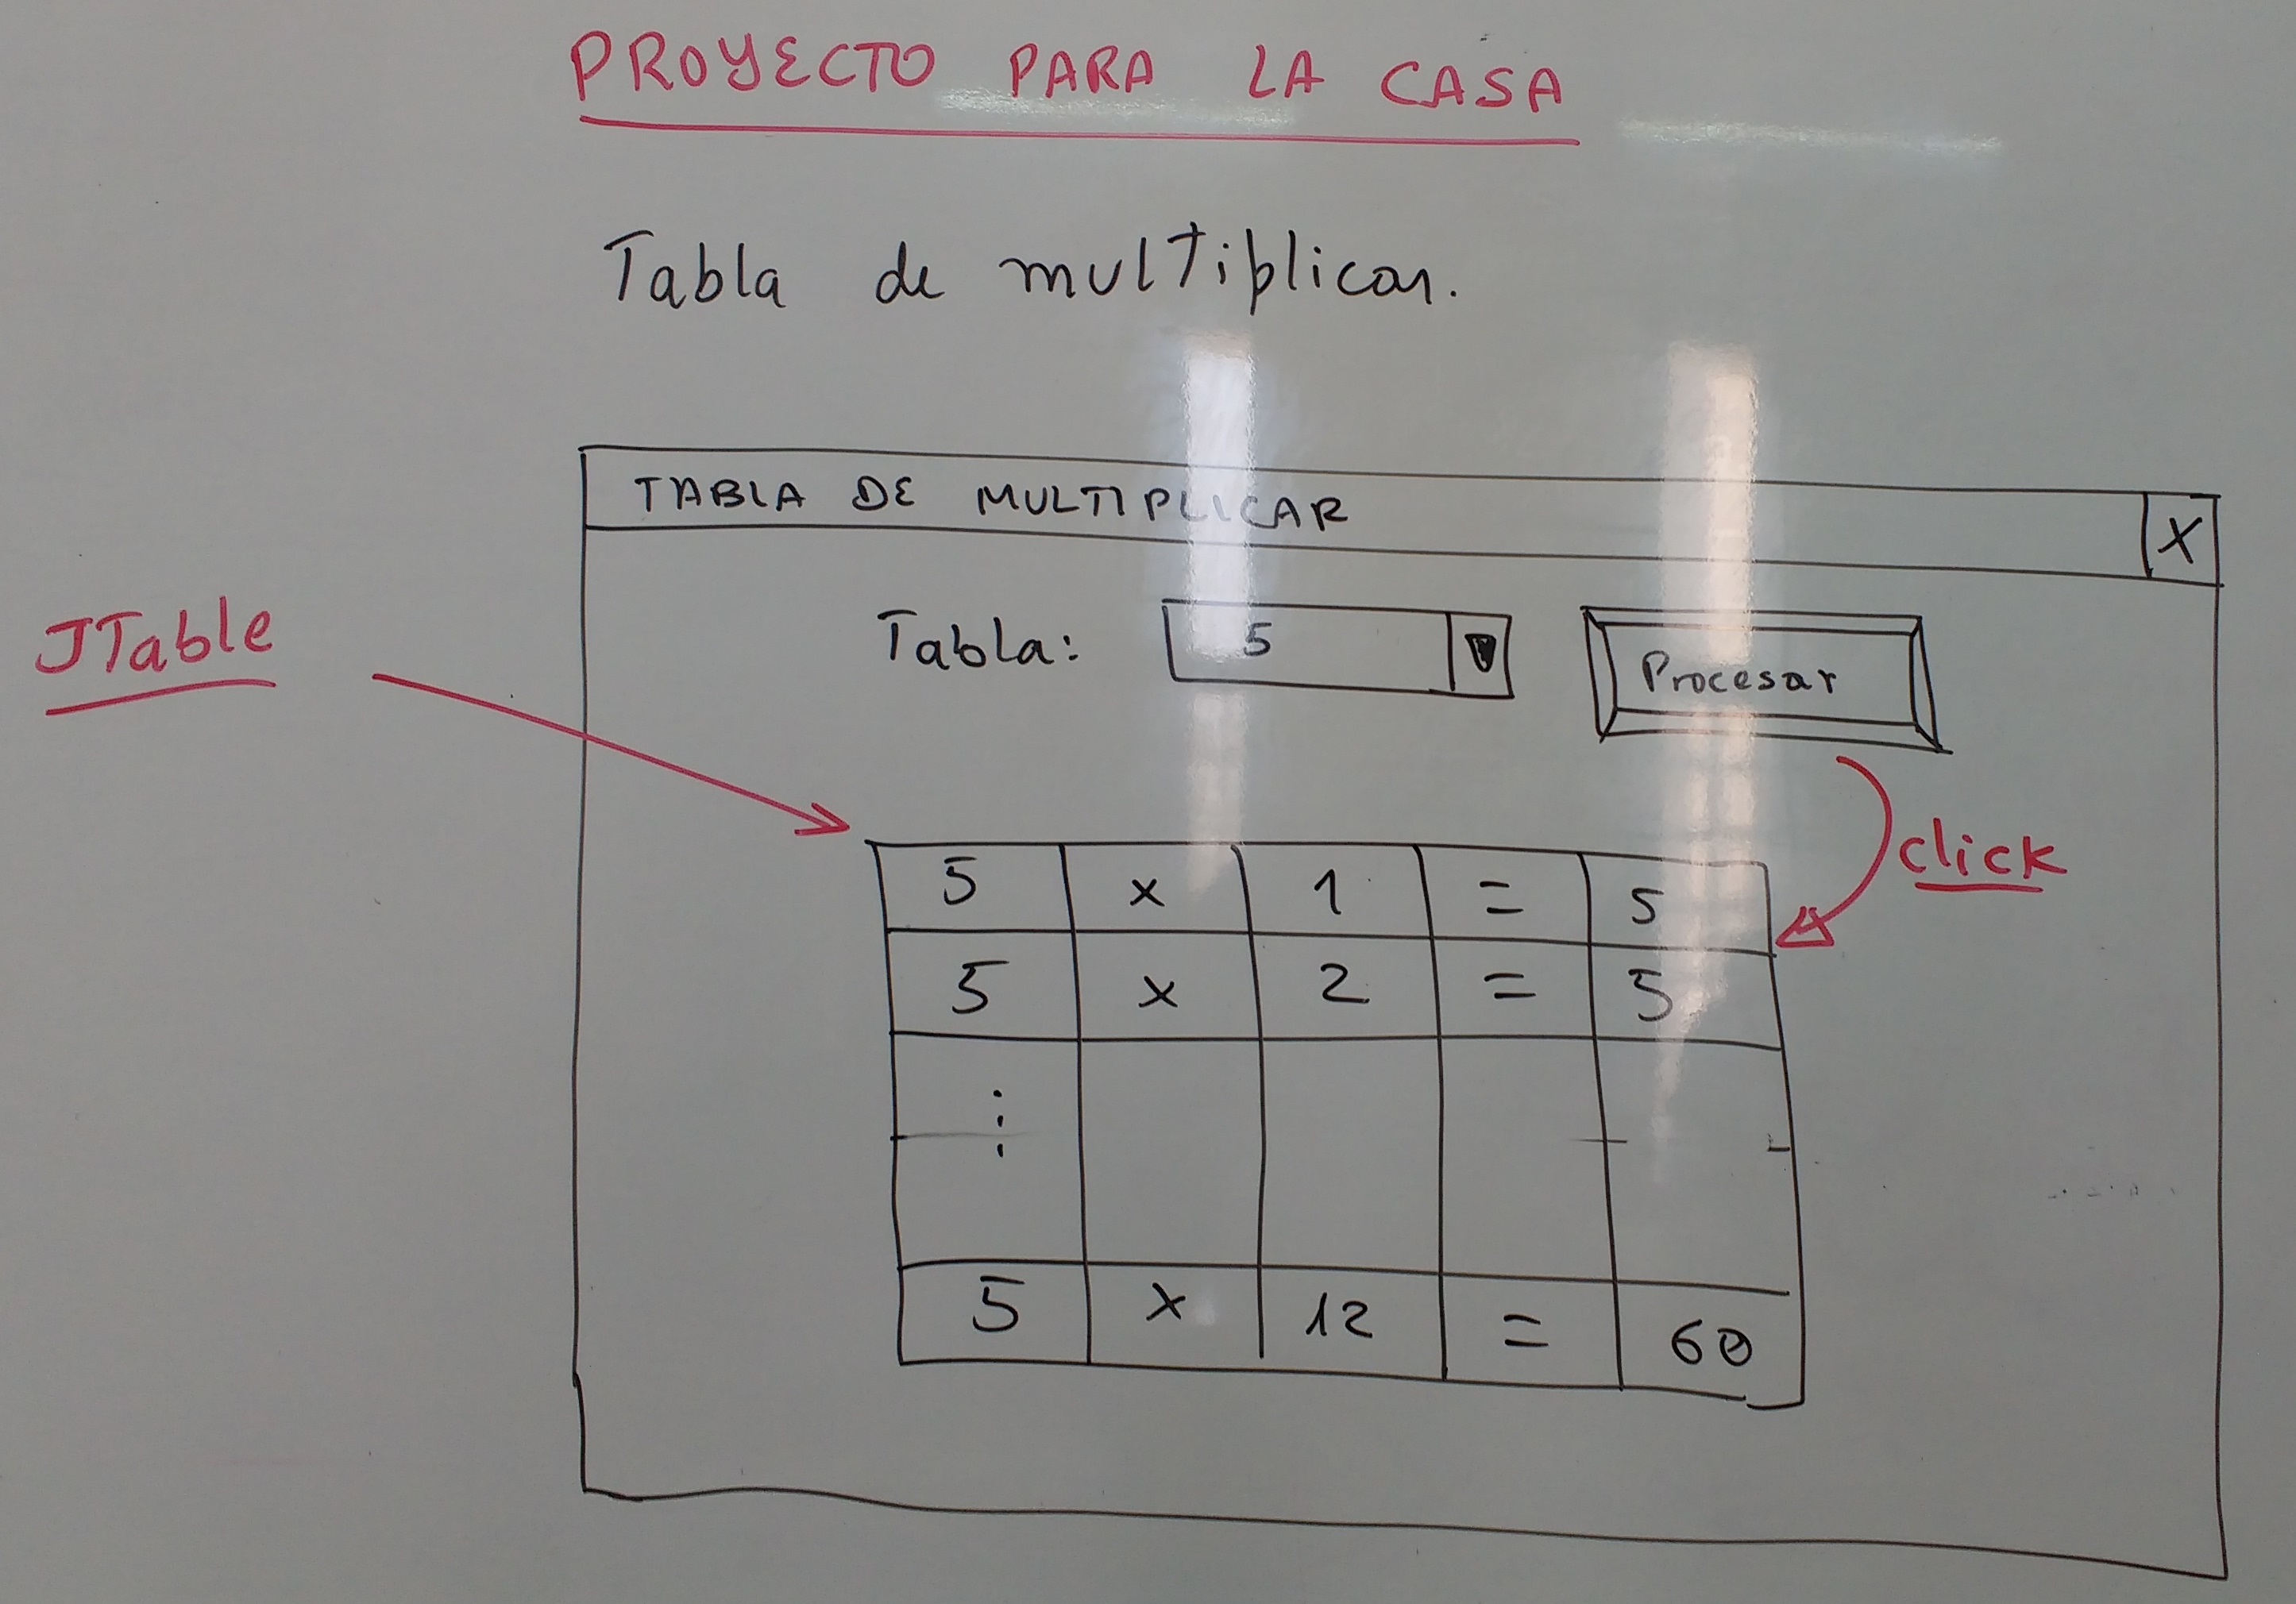 PROYECTO PARA LA CASA
Tabla de multiplicar.
TABLA DE MULTIPLICAR X
JTable
Tabla: 5 Procesar
click
5 x 1 = 5
5 x 2 = 5
⋮
5 x 12 = 60